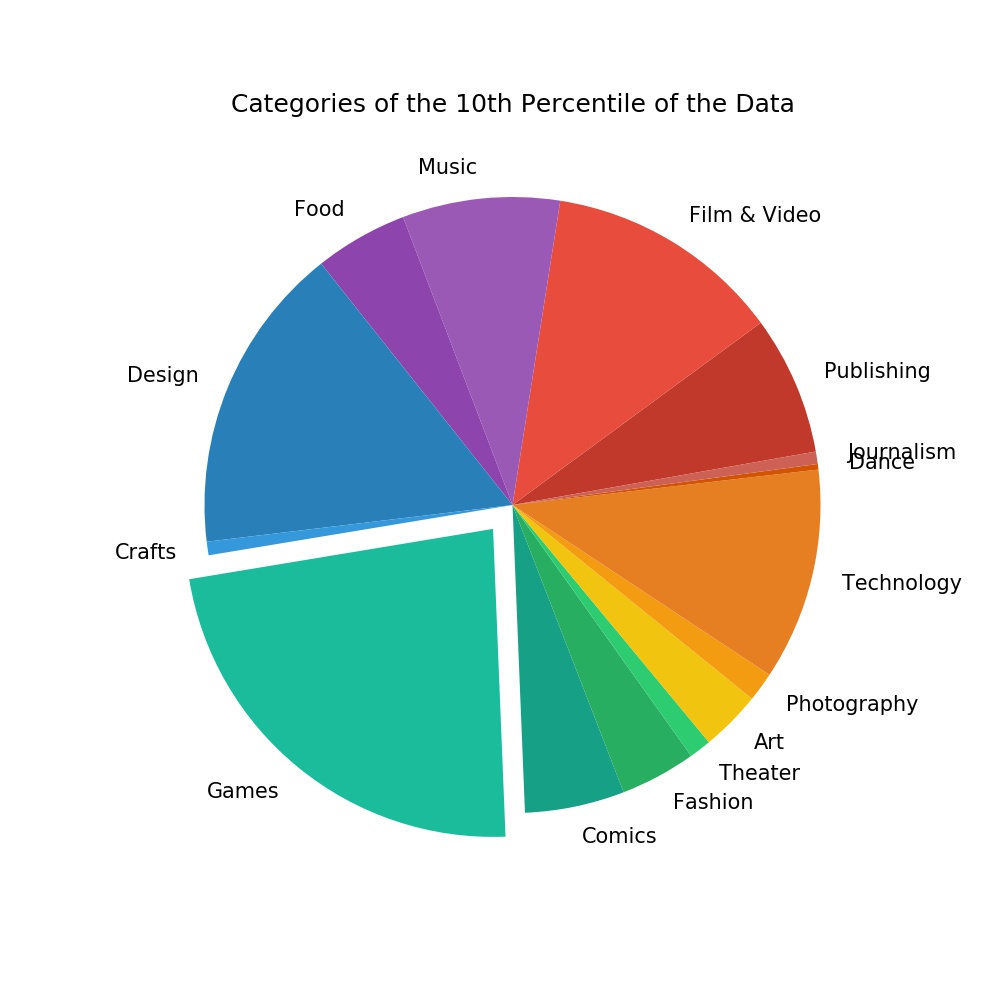 Categories of the 10th Percentile of the Data
Music
Food
Film & Video
Design
Publishing
Journalism
Dance
Crafts
Technology
Photography
Art
Theater
Games
Fashion
Comics